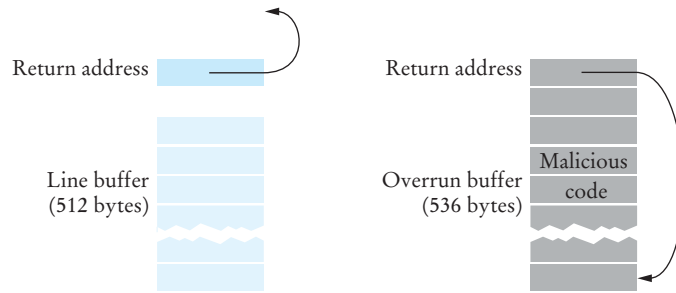 Return address
Line buffer
(512 bytes)
Return address
Malicious
code
Overrun buffer
(536 bytes)